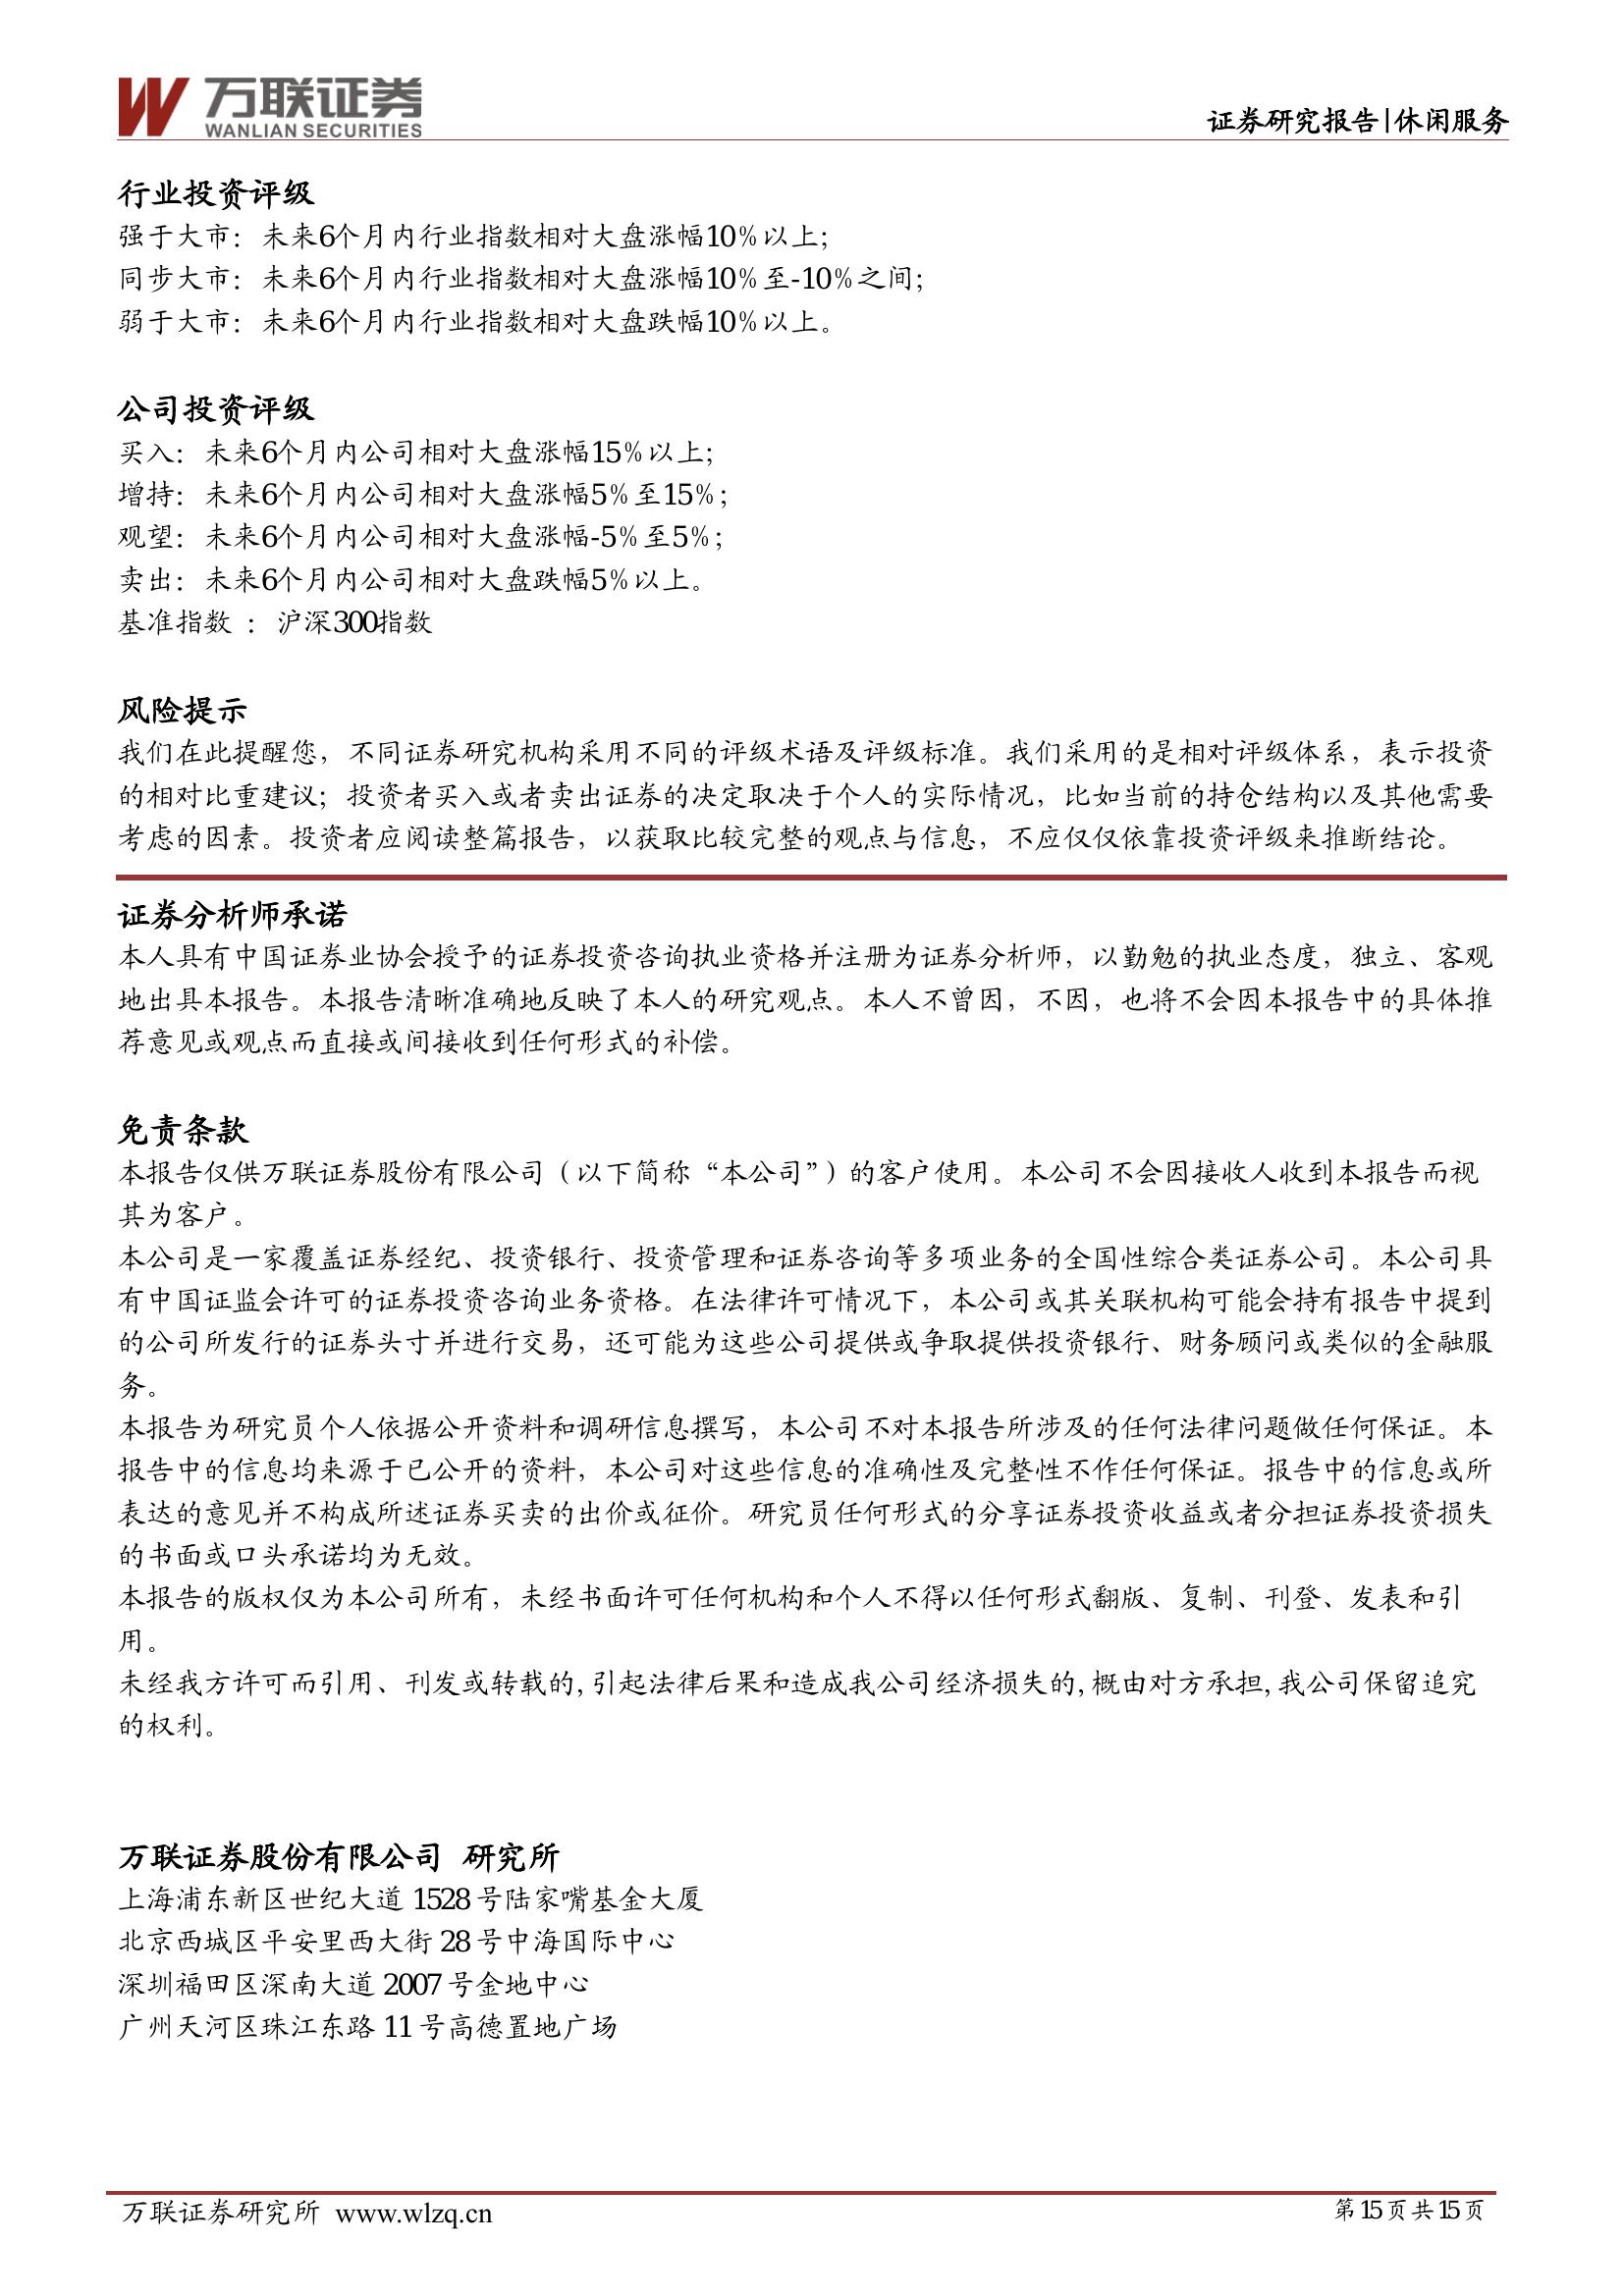 万联证券
WANLIAN SECURITIES
证券研究报告|休闲服务
行业投资评级
强于大市：未来6个月内行业指数相对大盘涨幅10％以上；
同步大市：未来6个月内行业指数相对大盘涨幅10％至-10％之间；
弱于大市：未来6个月内行业指数相对大盘跌幅10％以上。
公司投资评级
买入：未来6个月内公司相对大盘涨幅15％以上；
增持：未来6个月内公司相对大盘涨幅5％至15％；
观望：未来6个月内公司相对大盘涨幅-5％至5％；
卖出：未来6个月内公司相对大盘跌幅5％以上。
基准指数 ：沪深300指数
风险提示
我们在此提醒您，不同证券研究机构采用不同的评级术语及评级标准。我们采用的是相对评级体系，表示投资
的相对比重建议；投资者买入或者卖出证券的决定取决于个人的实际情况，比如当前的持仓结构以及其他需要
考虑的因素。投资者应阅读整篇报告，以获取比较完整的观点与信息，不应仅仅依靠投资评级来推断结论。
证券分析师承诺
本人具有中国证券业协会授予的证券投资咨询执业资格并注册为证券分析师，以勤勉的执业态度，独立、客观
地出具本报告。本报告清晰准确地反映了本人的研究观点。本人不曾因，不因，也将不会因本报告中的具体推
荐意见或观点而直接或间接收到任何形式的补偿。
免责条款
本报告仅供万联证券股份有限公司（以下简称“本公司”）的客户使用。本公司不会因接收人收到本报告而视
其为客户。
本公司是一家覆盖证券经纪、投资银行、投资管理和证券咨询等多项业务的全国性综合类证券公司。本公司具
有中国证监会许可的证券投资咨询业务资格。在法律许可情况下，本公司或其关联机构可能会持有报告中提到
的公司所发行的证券头寸并进行交易，还可能为这些公司提供或争取提供投资银行、财务顾问或类似的金融服
务。
本报告为研究员个人依据公开资料和调研信息撰写，本公司不对本报告所涉及的任何法律问题做任何保证。本
报告中的信息均来源于已公开的资料，本公司对这些信息的准确性及完整性不作任何保证。报告中的信息或所
表达的意见并不构成所述证券买卖的出价或征价。研究员任何形式的分享证券投资收益或者分担证券投资损失
的书面或口头承诺均为无效。
本报告的版权仅为本公司所有，未经书面许可任何机构和个人不得以任何形式翻版、复制、刊登、发表和引
用。
未经我方许可而引用、刊发或转载的,引起法律后果和造成我公司经济损失的,概由对方承担,我公司保留追究
的权利。
万联证券股份有限公司 研究所
上海浦东新区世纪大道 1528 号陆家嘴基金大厦
北京西城区平安里西大街 28 号中海国际中心
深圳福田区深南大道 2007 号金地中心
广州天河区珠江东路 11 号高德置地广场
万联证券研究所 www.wlzq.cn
第 15 页 共 15 页